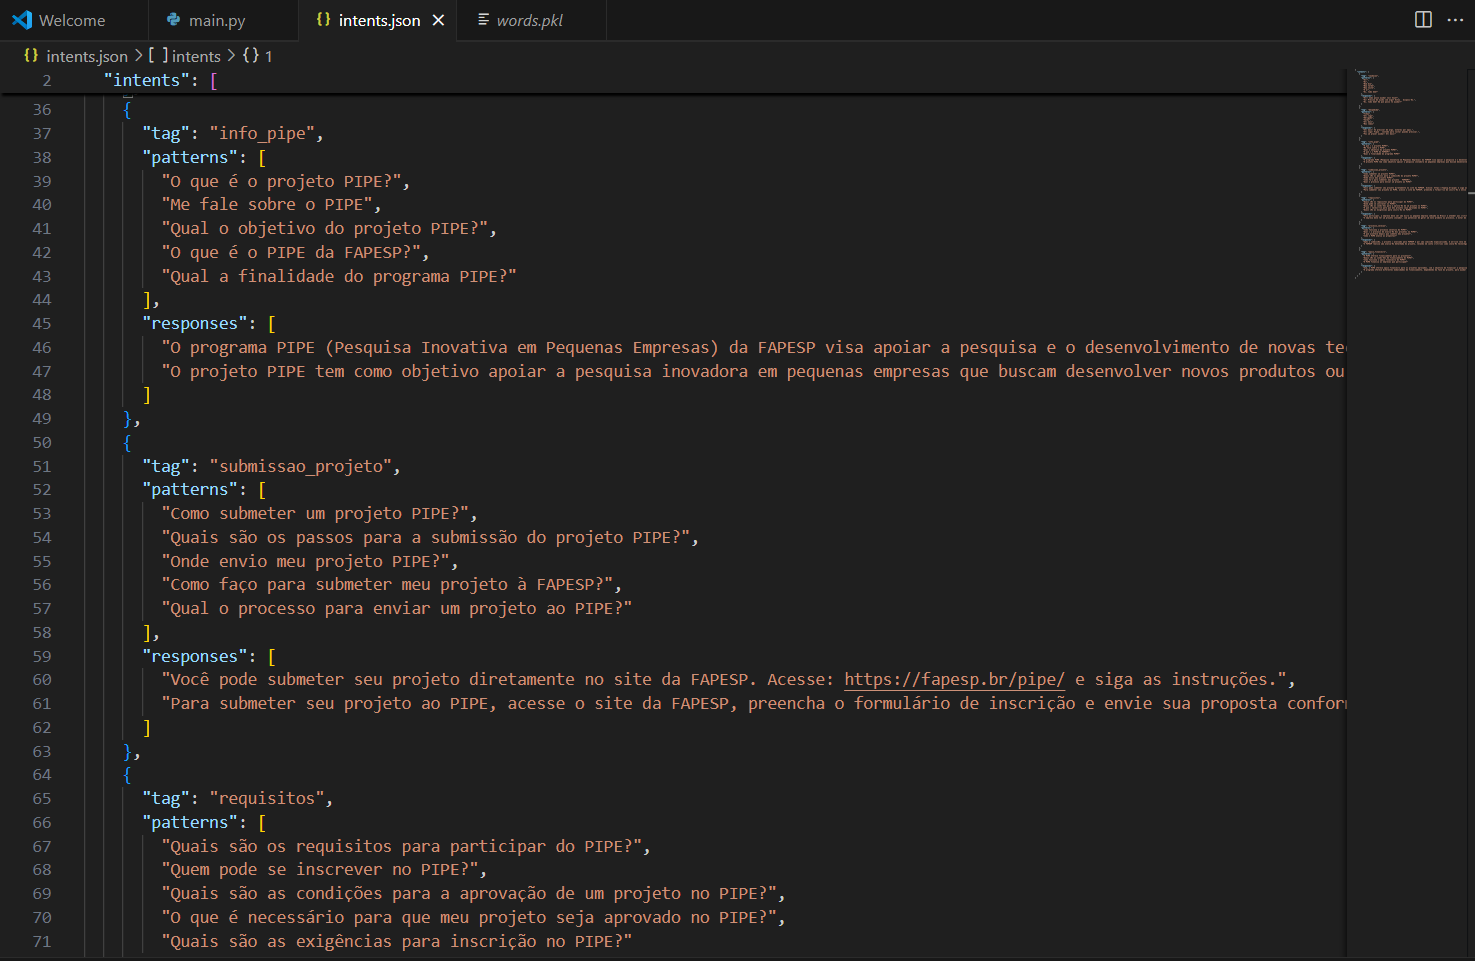 Welcome
main.py
intents.json
words.pkl
intents.json > [ ] intents > {} 1
2 "intents": [
36 {
37 "tag": "info_pipe",
38 "patterns": [
39 "O que é o projeto PIPE?",
40 "Me fale sobre o PIPE",
41 "Qual o objetivo do projeto PIPE?",
42 "O que é o PIPE da FAPESP?",
43 "Qual a finalidade do programa PIPE?"
44 ],
45 "responses": [
46 "O programa PIPE (Pesquisa Inovativa em Pequenas Empresas) da FAPESP visa apoiar a pesquisa e o desenvolvimento de novas te
47 "O projeto PIPE tem como objetivo apoiar a pesquisa inovadora em pequenas empresas que buscam desenvolver novos produtos ou
48 ]
49 },
50 {
51 "tag": "submissao_projeto",
52 "patterns": [
53 "Como submeter um projeto PIPE?",
54 "Quais são os passos para a submissão do projeto PIPE?",
55 "Onde envio meu projeto PIPE?",
56 "Como faço para submeter meu projeto à FAPESP?",
57 "Qual o processo para enviar um projeto ao PIPE?"
58 ],
59 "responses": [
60 "Você pode submeter seu projeto diretamente no site da FAPESP. Acesse: https://fapesp.br/pipe/ e siga as instruções.",
61 "Para submeter seu projeto ao PIPE, acesse o site da FAPESP, preencha o formulário de inscrição e envie sua proposta confor
62 ]
63 },
64 {
65 "tag": "requisitos",
66 "patterns": [
67 "Quais são os requisitos para participar do PIPE?",
68 "Quem pode se inscrever no PIPE?",
69 "Quais são as condições para a aprovação de um projeto no PIPE?",
70 "O que é necessário para que meu projeto seja aprovado no PIPE?",
71 "Quais são as exigências para inscrição no PIPE?"